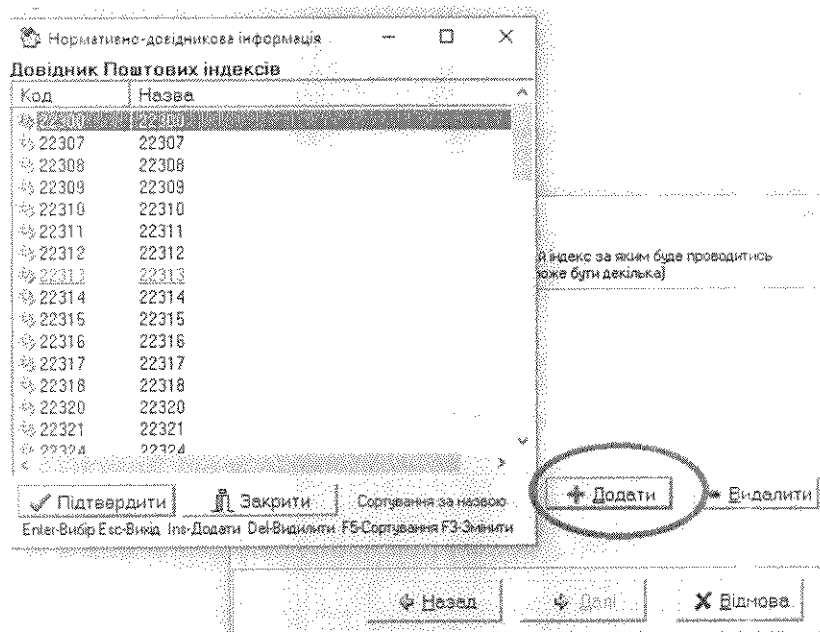 Нормативно-довідникова інформація
Довідник Поштових індексів
Код Назва
22307 22307
22308 22308
22309 22309
22310 22310
22311 22311
22312 22312
22313 22313
22314 22314
22315 22315
22316 22316
22317 22317
22318 22318
22320 22320
22321 22321
22324 22324
й індекс за яким буде проводитись
може бути декілька)
Підтвердити Закрити Сортування за назвою
Enter-Вибір Esc-Вихід Ins-Додати Del-Видилити F5-Сортування F3-Змінити
Додати Видалити
Назад Далі Відмова